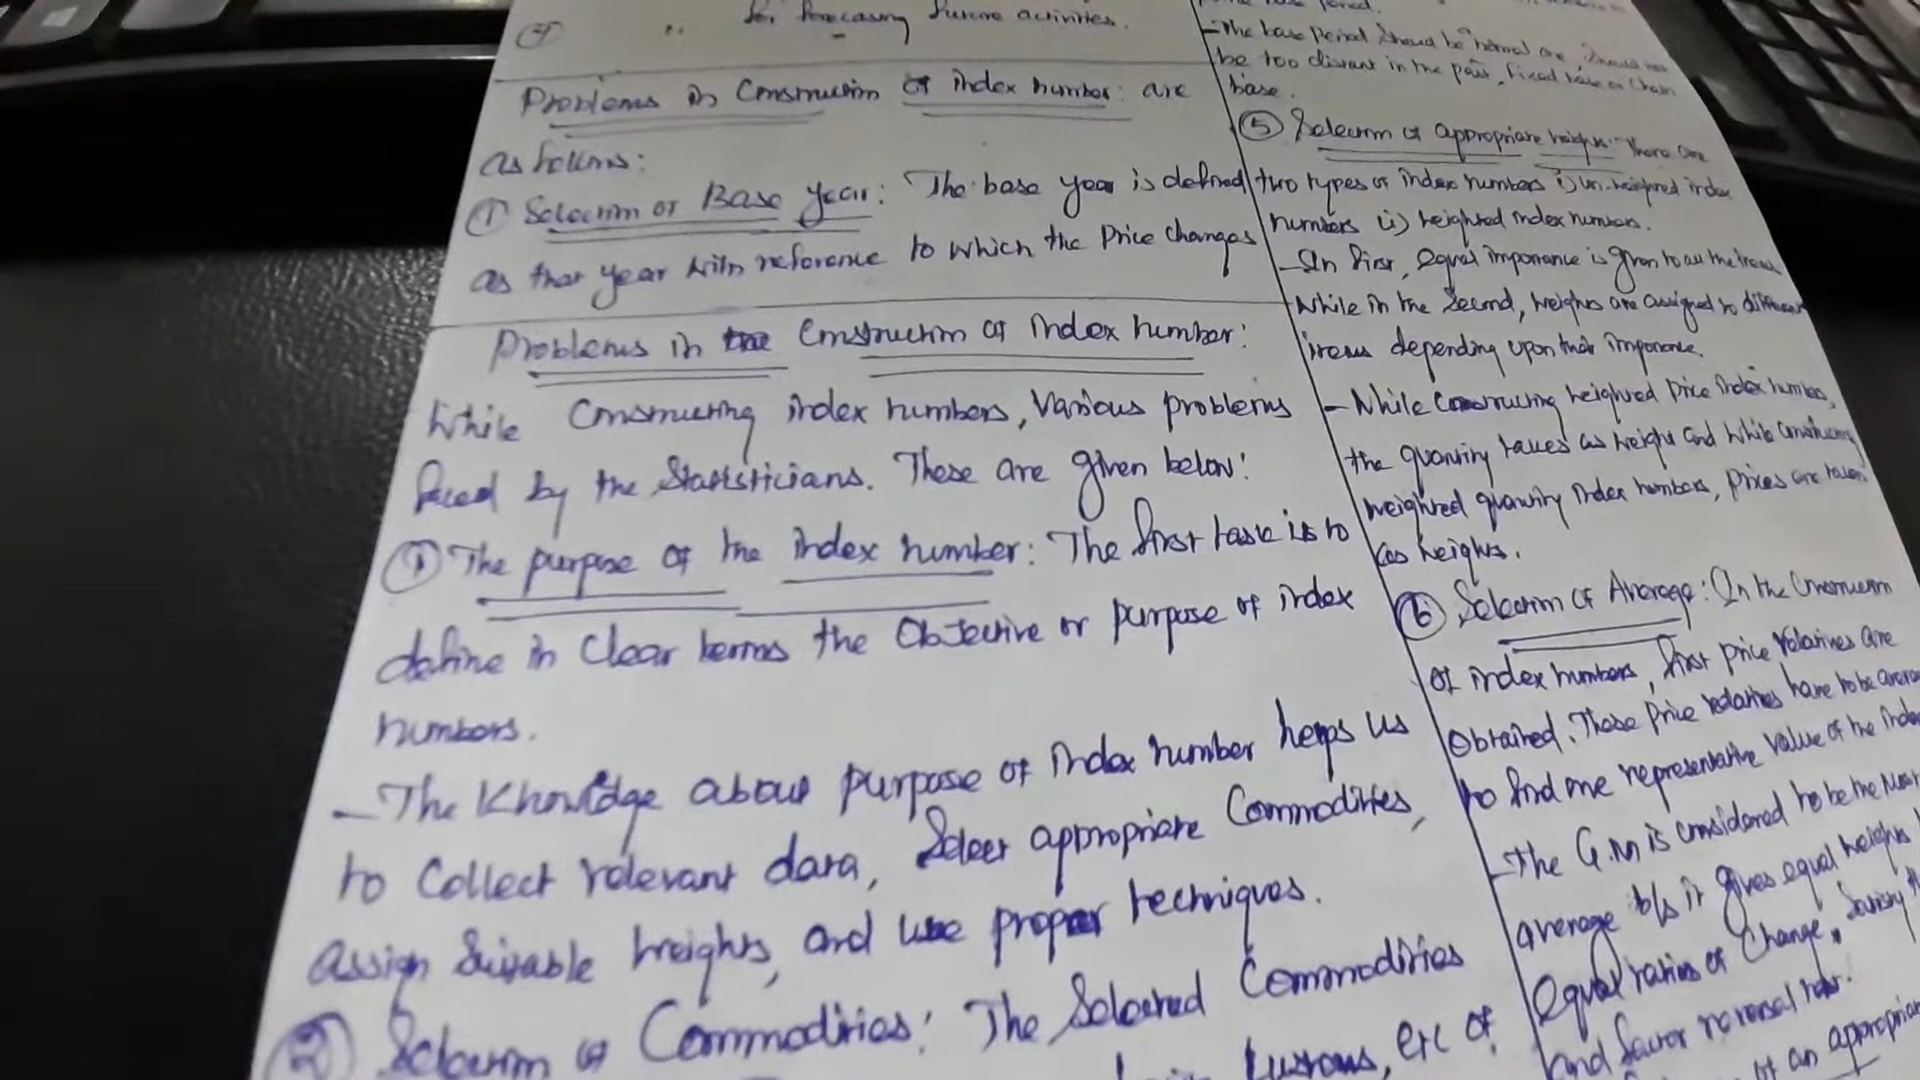 for forecasing future activities.
Problems in Construction of index number: are
as follows:
① Selection of Base year: The base year is defined
as that year with reference to which the Price changes
Problems in the Construction of index number:
While Constructing index numbers, Various problems
faced by the Statisticians. These are given below:
① The purpose of the index number: The first task is to
define in Clear terms the Objective or purpose of index
numbers.
- The Knowldge about purpose of index number helps us
to Collect relevant data, Select appropriate Commodities,
assign Suitable weights, and use proper techniques.
② Selection of Commodities: The Selected Commodities
etc of
- The base period should be normal one, should not
be too distant in the past, fixed base or Chain
base.
⑤ Selection of appropriate weights: There are
two types of index numbers i) Un-weighted index
numbers ii) weighted index numbers.
- In first, equal importance is given to all the items
While in the Second, weights are assigned to different
items depending upon their importance.
- While Constructing weighted Price index numbers,
the quantity taken as weight and while constructing
weighted quantity index numbers, prices are taken
as weights.
⑥ Selection of Average: In the Construction
of index numbers, first price relatives are
Obtained. These price relatives have to be
to find one representative value of the index
- The G.M is considered to be the Most
average b/s it gives equal weights
equal ratios of Change. Satisfy
and factor reversal test.
of an